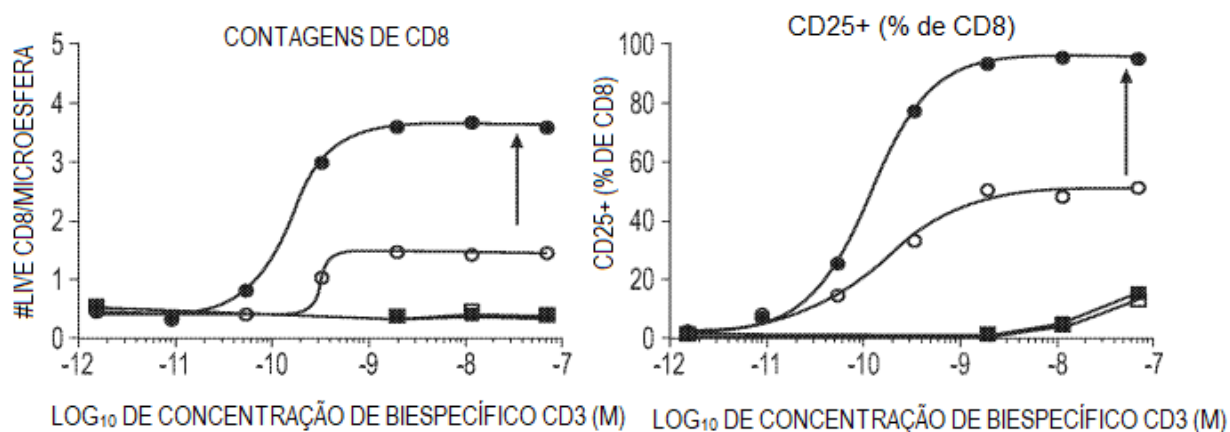 CONTAGENS DE CD8
#LIVE CD8/MICROESFERA
5
4
3
2
1
0
-12 -11 -10 -9 -8 -7
LOG₁₀ DE CONCENTRAÇÃO DE BIESPECÍFICO CD3 (M)
CD25+ (% de CD8)
CD25+ (% DE CD8)
100
80
60
40
20
0
-12 -11 -10 -9 -8 -7
LOG₁₀ DE CONCENTRAÇÃO DE BIESPECÍFICO CD3 (M)